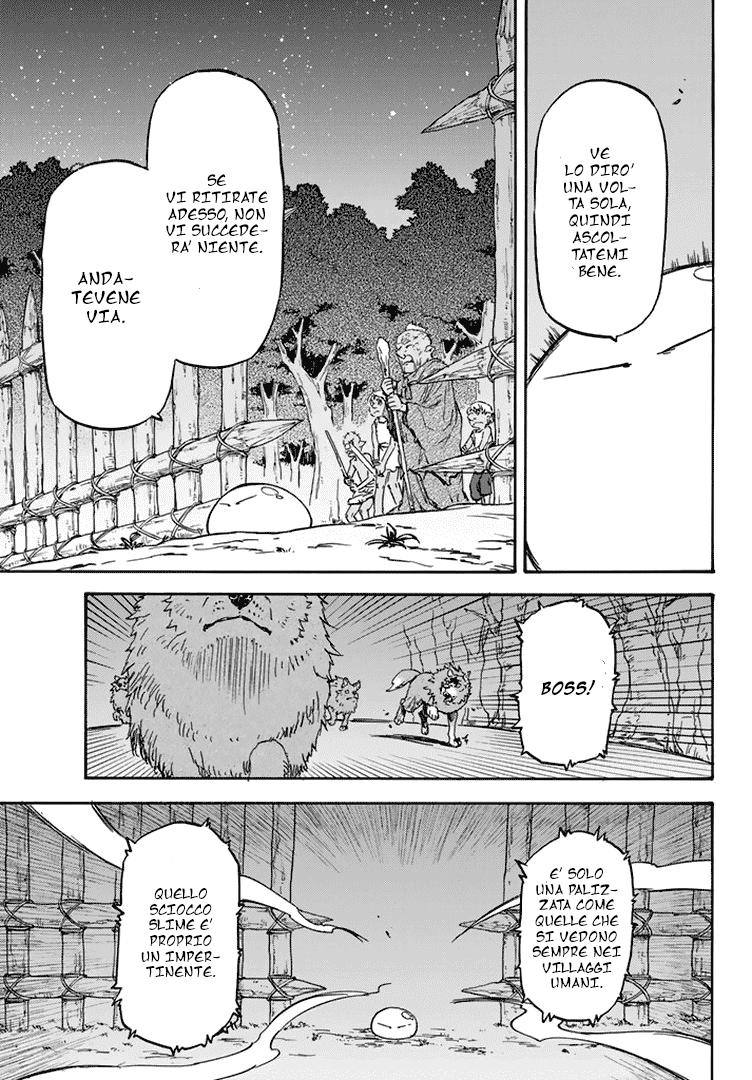 VE
LO DIRO'
UNA VOL-
TA SOLA,
QUINDI
ASCOL-
TATEMI
BENE.
SE
VI RITIRATE
ADESSO, NON
VI SUCCEDE-
RA' NIENTE.
ANDA-
TEVENE
VIA.
BOSS!
E' SOLO
UNA PALIZ-
ZATA COME
QUELLE CHE
SI VEDONO
SEMPRE NEI
VILLAGGI
UMANI.
QUELLO
SCIOCCO
SLIME E'
PROPRIO
UN IMPER-
TINENTE.